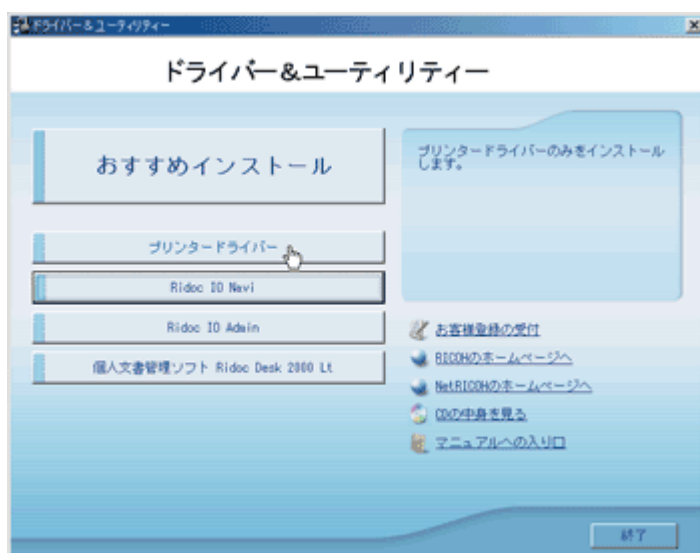 ドライバー&ユーティリティー
ドライバー&ユーティリティー
おすすめインストール
プリンタードライバー
Ridoc IO Navi
Ridoc IO Admin
個人文書管理ソフト Ridoc Desk 2000 Lt
プリンタードライバーのみをインストール
します。
お客様登録の受付
RICOHのホームページへ
NetRICOHのホームページへ
CDの中身を見る
マニュアルへの入り口
終了